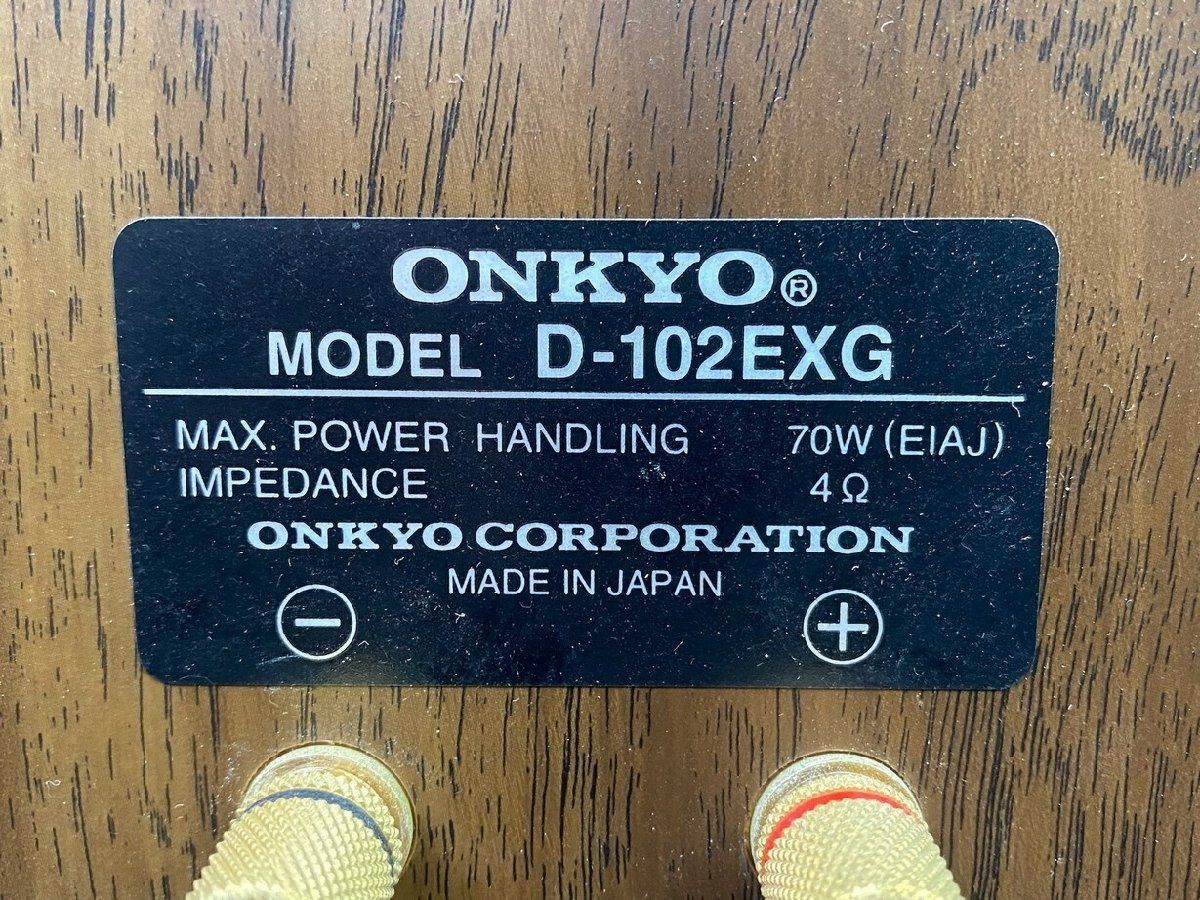 ONKYO®
MODEL D-102EXG
MAX. POWER HANDLING 70W (EIAJ)
IMPEDANCE 4Ω
ONKYO CORPORATION
MADE IN JAPAN
− +